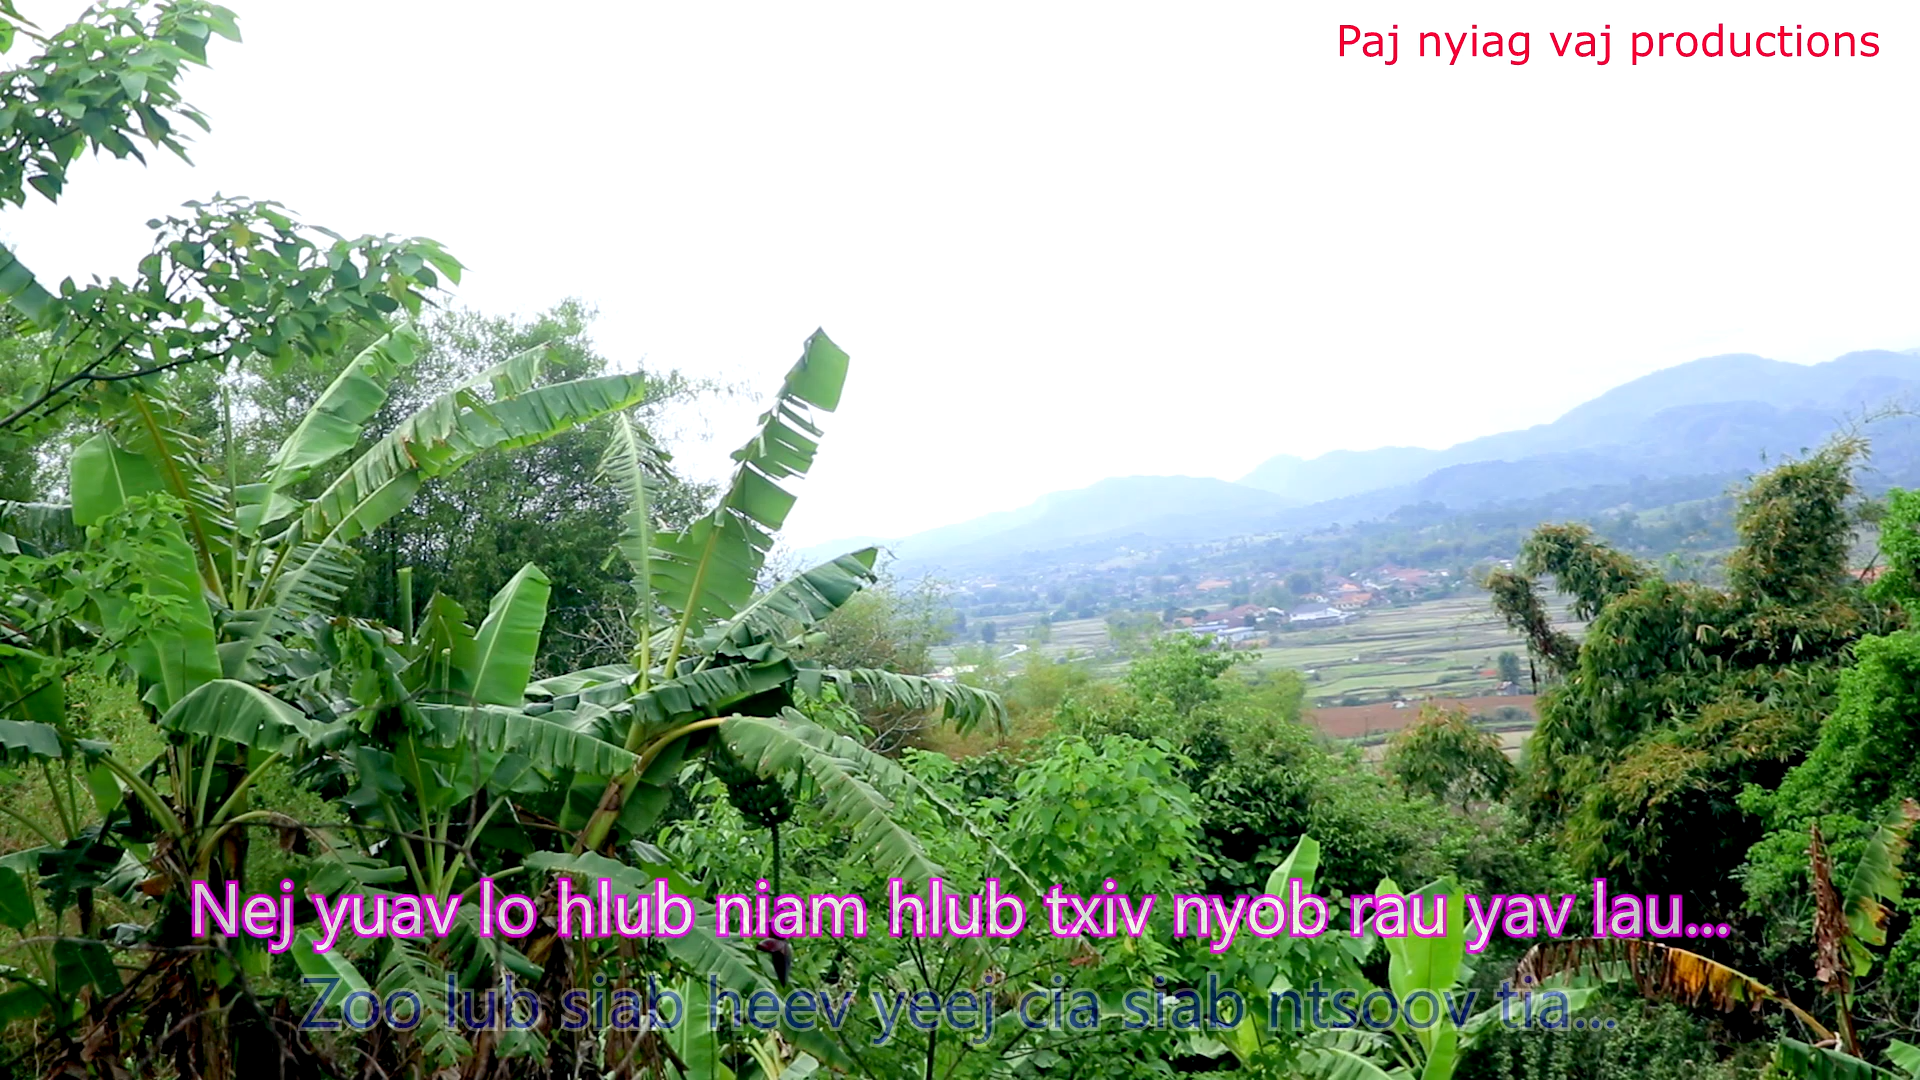 Paj nyiag vaj productions
Nej yuav lo hlub niam hlub txiv nyob rau yav lau...
Zoo lub siab heev yeej cia siab ntsoov tia...